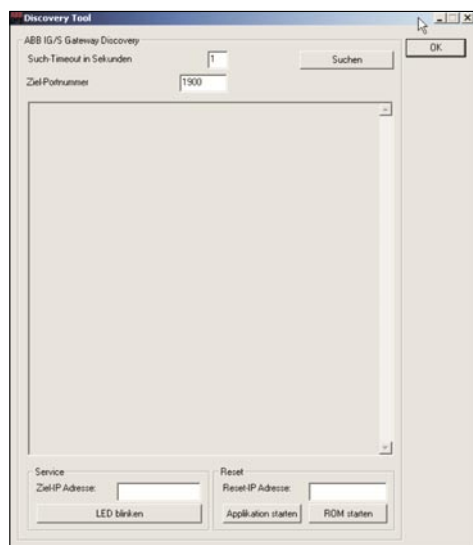 Discovery Tool
ABB IG/S Gateway Discovery
OK
Such-Timeout in Sekunden
1
Suchen
Ziel-Portnummer
1900
Service
Ziel-IP Adresse:
LED blinken
Reset
Reset-IP Adresse:
Applikation starten
ROM starten